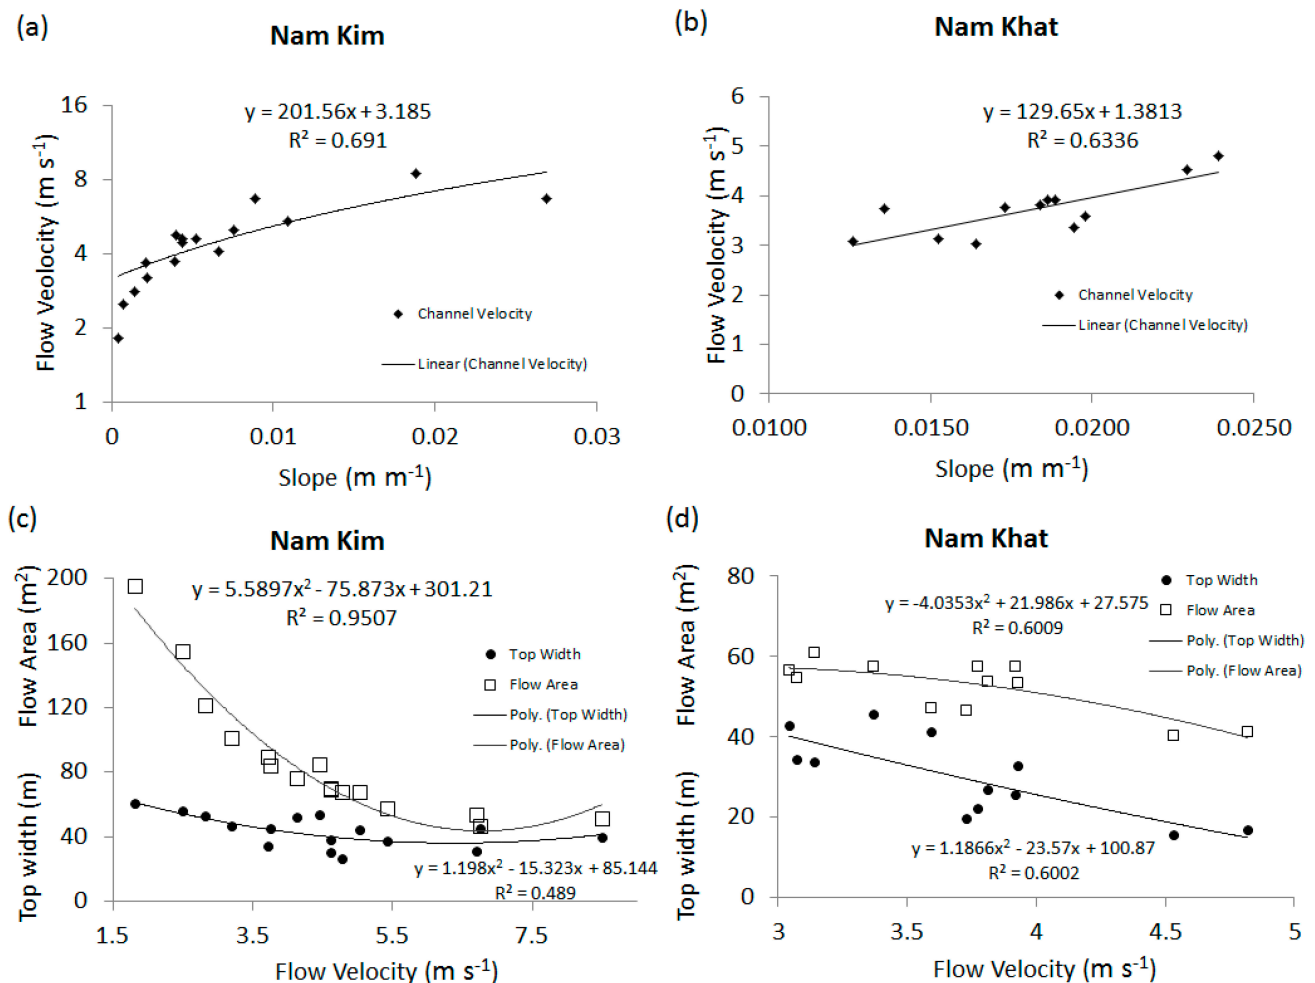 (a)
Nam Kim
y = 201.56x + 3.185
R² = 0.691
Flow Veolocity (m s⁻¹)
16
8
4
2
1
Channel Velocity
Linear (Channel Velocity)
0
0.01
0.02
0.03
Slope (m m⁻¹)
(b)
Nam Khat
y = 129.65x + 1.3813
R² = 0.6336
Flow Veolocity (m s⁻¹)
6
5
4
3
2
1
0
Channel Velocity
Linear (Channel Velocity)
0.0100
0.0150
0.0200
0.0250
Slope (m m⁻¹)
(c)
Nam Kim
y = 5.5897x² - 75.873x + 301.21
R² = 0.9507
Flow Area (m²)
Top width (m)
200
160
120
80
40
0
Top Width
Flow Area
Poly. (Top Width)
Poly. (Flow Area)
y = 1.198x² - 15.323x + 85.144
R² = 0.489
1.5
3.5
5.5
7.5
Flow Velocity (m s⁻¹)
(d)
Nam Khat
y = -4.0353x² + 21.986x + 27.575
R² = 0.6009
Flow Area (m²)
Top width (m)
80
60
40
20
0
Top Width
Flow Area
Poly. (Top Width)
Poly. (Flow Area)
y = 1.1866x² - 23.57x + 100.87
R² = 0.6002
3
3.5
4
4.5
5
Flow Velocity (m s⁻¹)